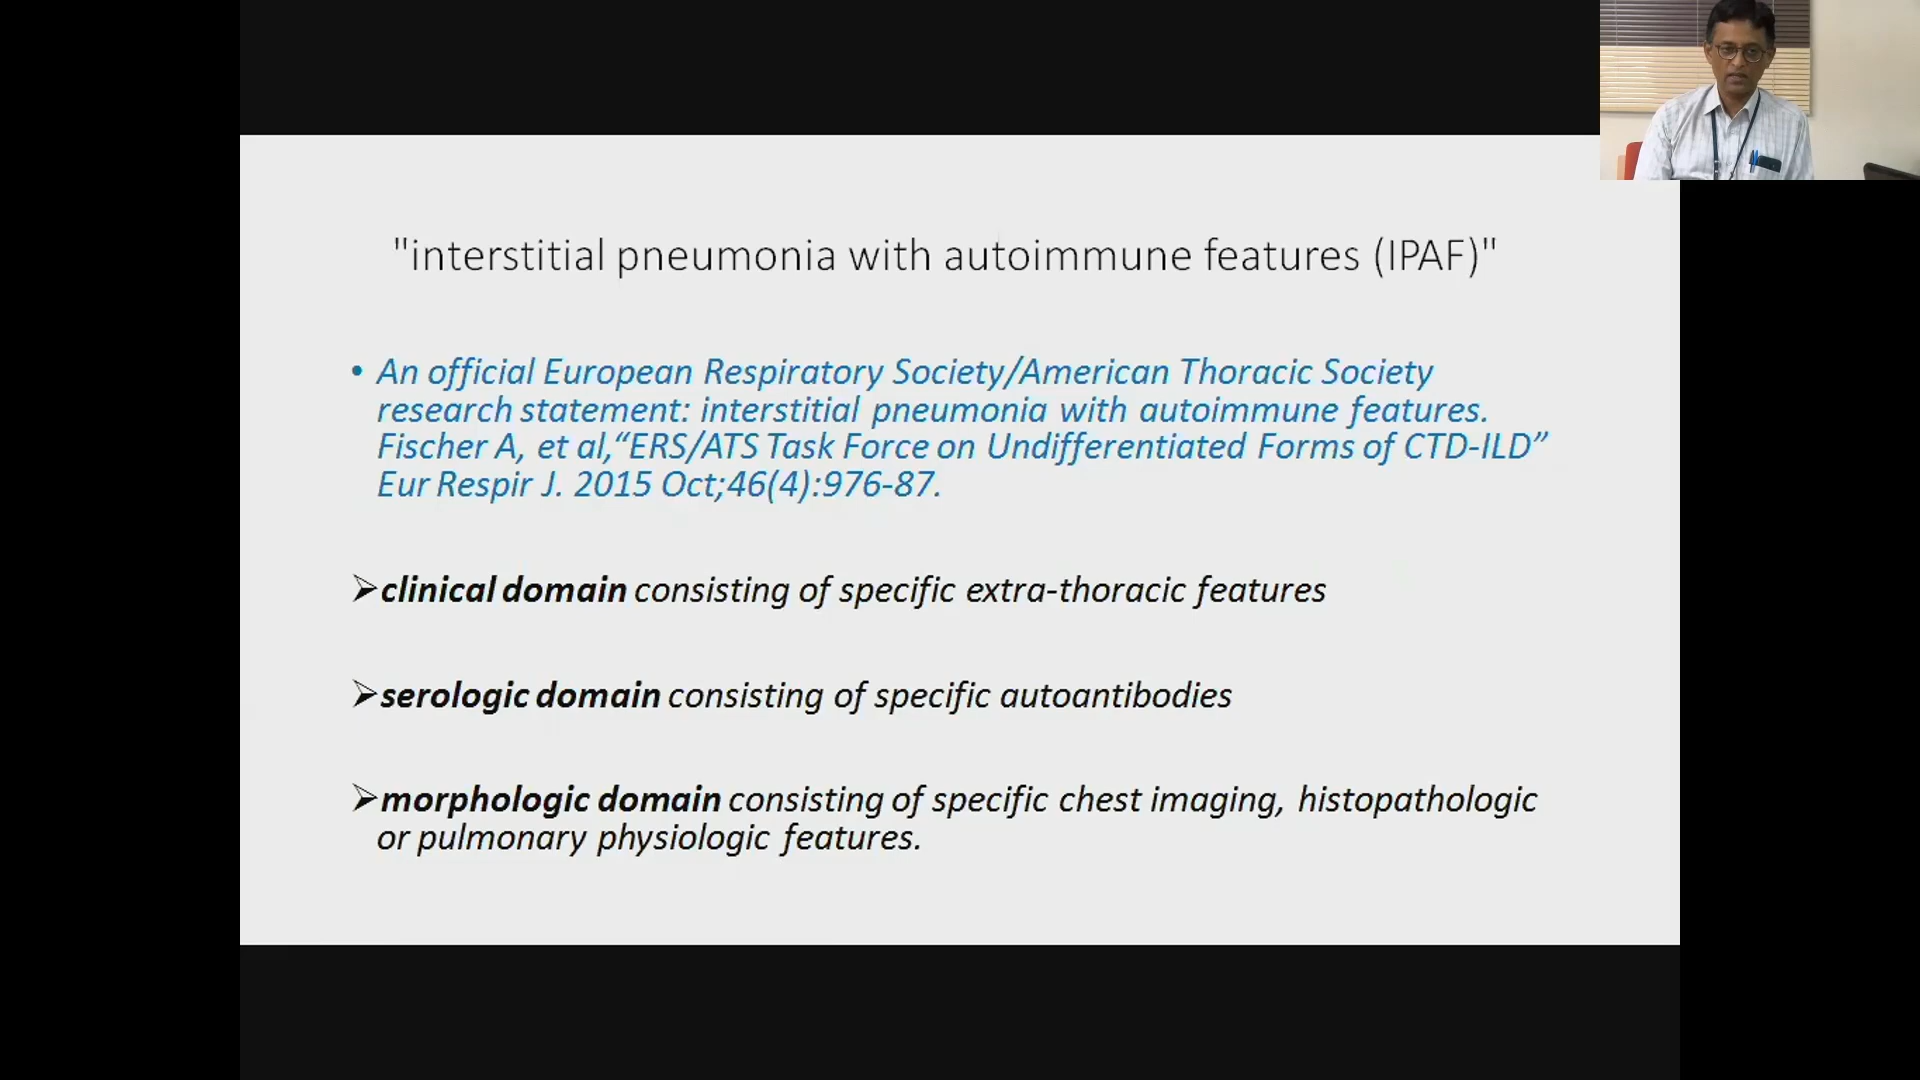 "interstitial pneumonia with autoimmune features (IPAF)"
• An official European Respiratory Society/American Thoracic Society
research statement: interstitial pneumonia with autoimmune features.
Fischer A, et al,“ERS/ATS Task Force on Undifferentiated Forms of CTD-ILD”
Eur Respir J. 2015 Oct;46(4):976-87.
➢clinical domain consisting of specific extra-thoracic features
➢serologic domain consisting of specific autoantibodies
➢morphologic domain consisting of specific chest imaging, histopathologic
or pulmonary physiologic features.